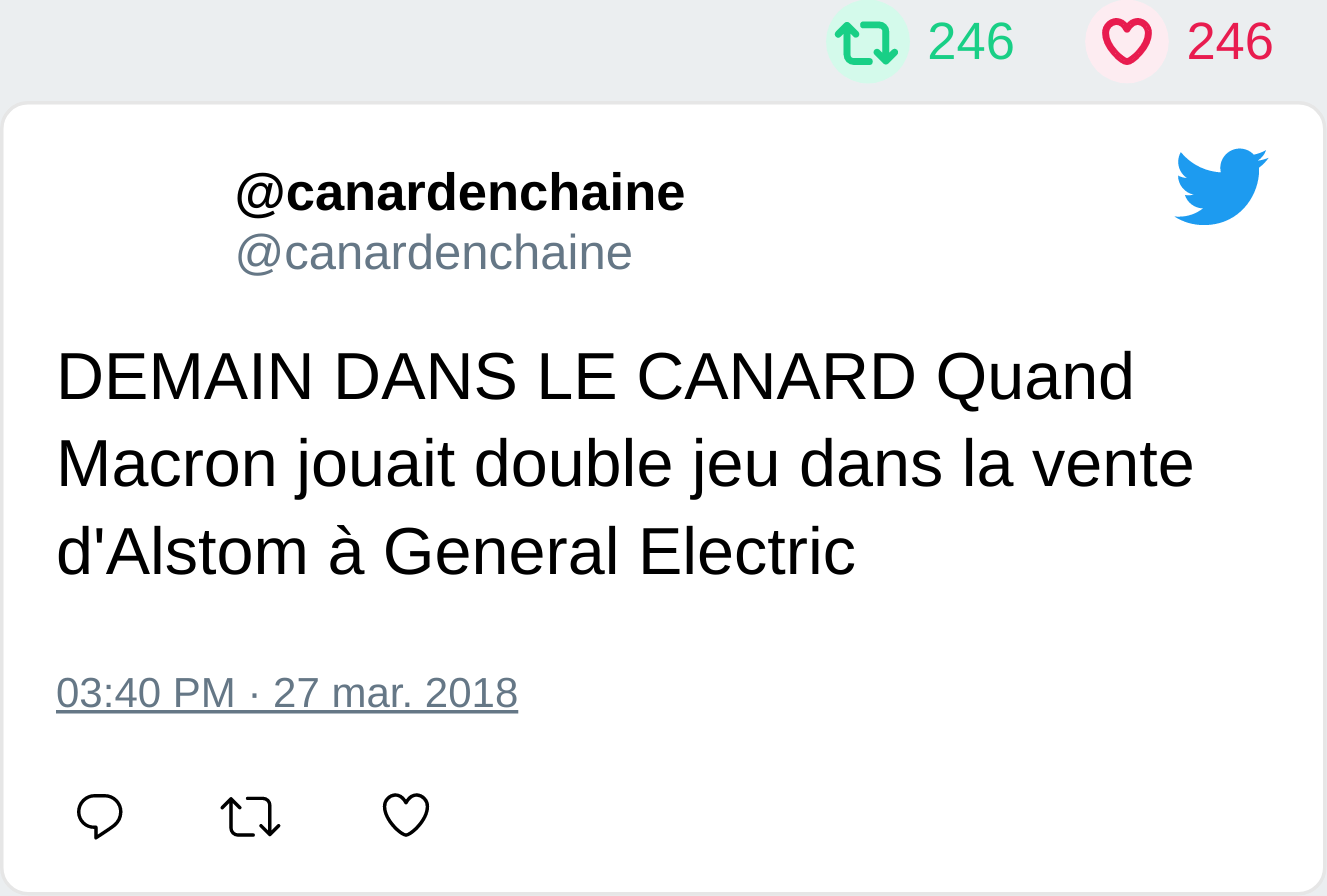 246 246
@canardenchaine
@canardenchaine
DEMAIN DANS LE CANARD Quand
Macron jouait double jeu dans la vente
d'Alstom à General Electric
03:40 PM · 27 mar. 2018